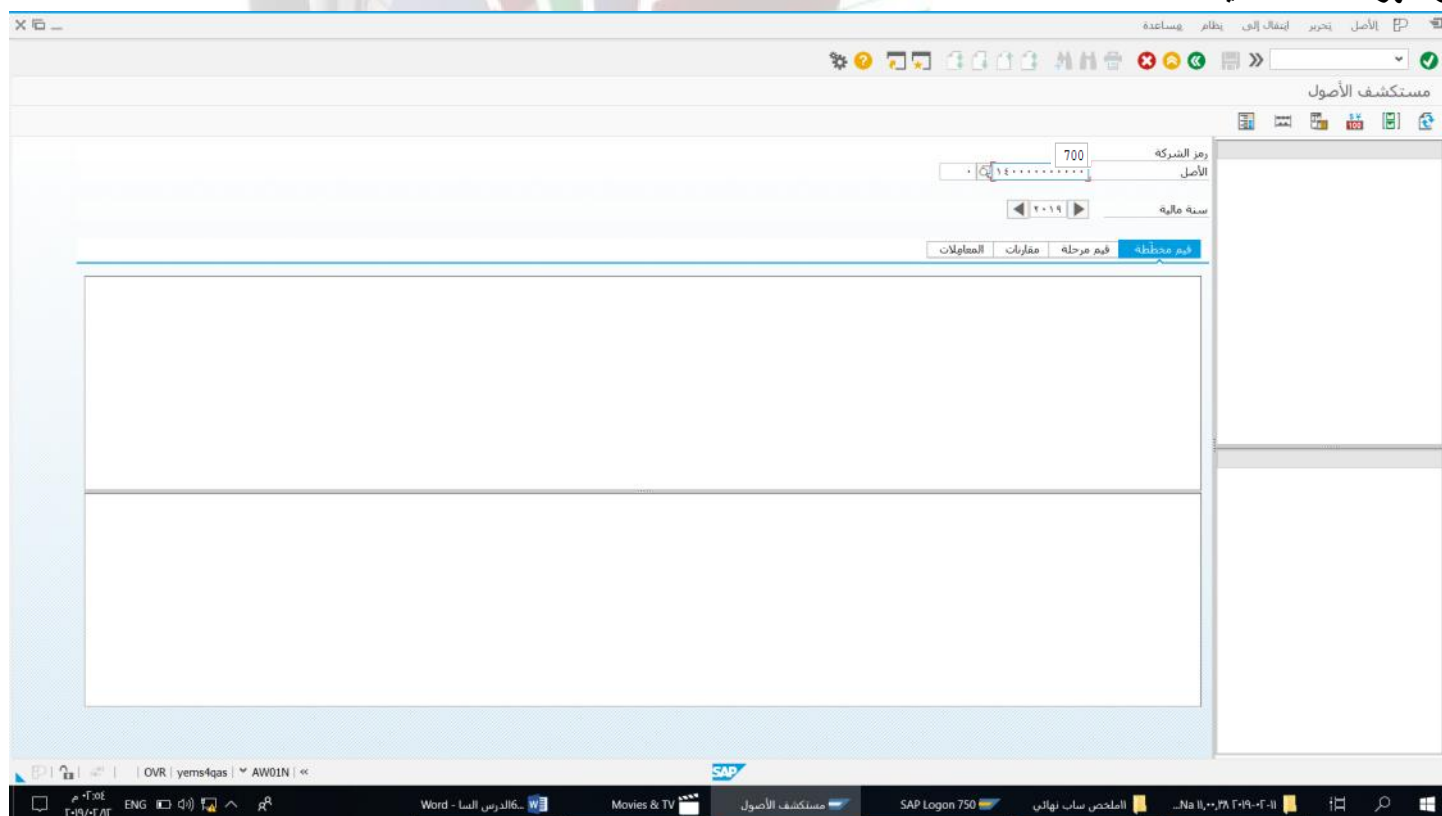 الأصل تحرير انتقال إلى نظام مساعدة
مستكشف الأصول
رمز الشركة 700
الأصل ١٤٠٠٠٠٠٠٠٠٠٠ ٠
سنة مالية ٢٠١٩
قيم مخططة قيم مرحلة مقارنات المعاملات
SAP
OVR yems4qas AW01N
الملخص ساب نهائي
SAP Logon 750
مستكشف الأصول
Movies & TV
Word - الدرس السا...6
ENG